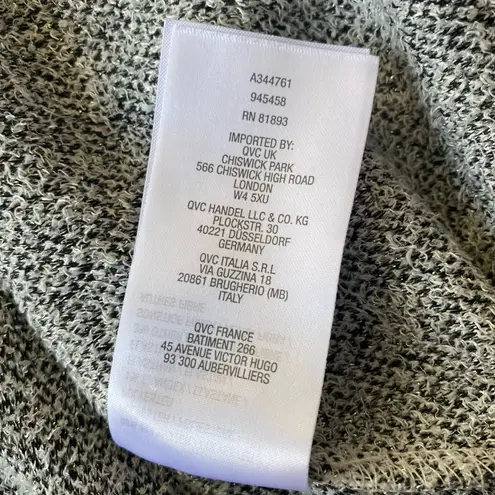 A344761
945458
RN 81893
IMPORTED BY:
QVC UK
CHISWICK PARK
566 CHISWICK HIGH ROAD
LONDON
W4 5XU
QVC HANDEL LLC & CO. KG
PLOCKSTR. 30
40221 DÜSSELDORF
GERMANY
QVC ITALIA S.R.L
VIA GUZZINA 18
20861 BRUGHERIO (MB)
ITALY
QVC FRANCE
BATIMENT 266
45 AVENUE VICTOR HUGO
93 300 AUBERVILLIERS